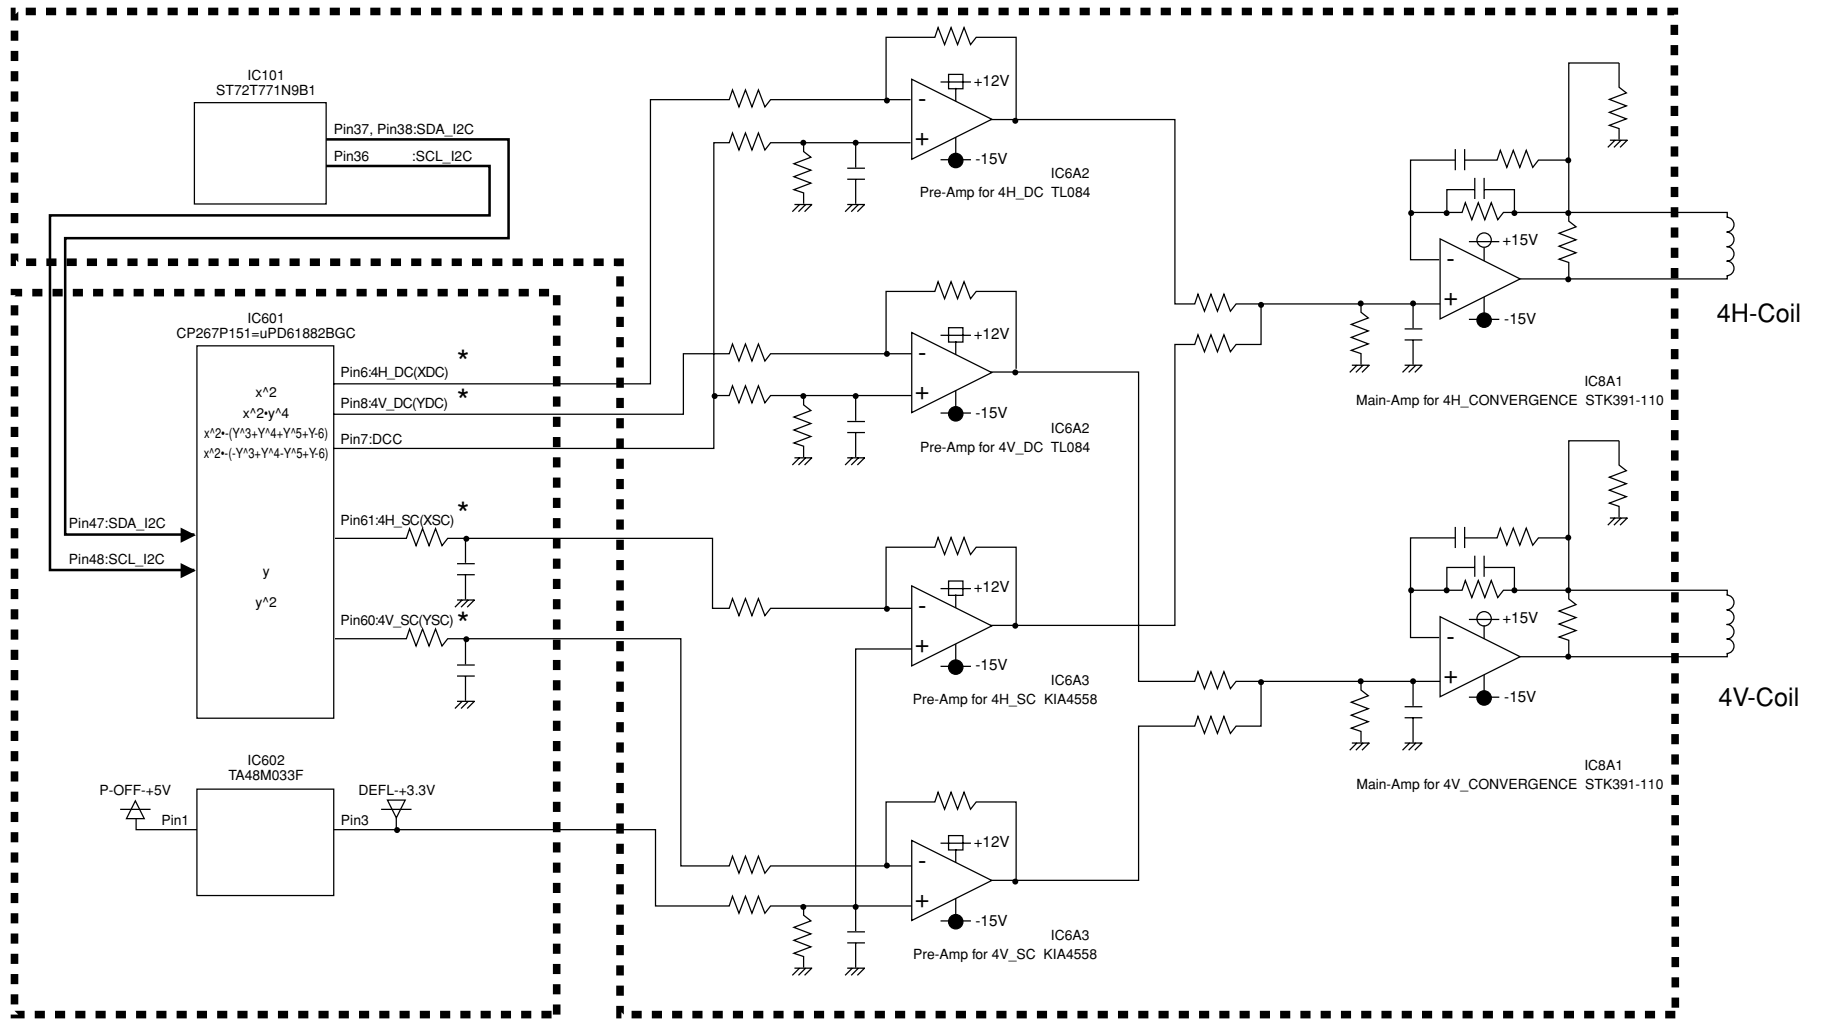 IC101
ST72T771N9B1
Pin37, Pin38:SDA_I2C
Pin36 :SCL_I2C
IC601
CP267P151=uPD61882BGC
x^2
x^2•y^4
x^2•-(Y^3+Y^4+Y^5+Y-6)
x^2•-(-Y^3+Y^4-Y^5+Y-6)
y
y^2
Pin6:4H_DC(XDC) *
Pin8:4V_DC(YDC) *
Pin7:DCC
Pin61:4H_SC(XSC) *
Pin60:4V_SC(YSC) *
Pin47:SDA_I2C
Pin48:SCL_I2C
IC602
TA48M033F
P-OFF-+5V
Pin1
Pin3
DEFL-+3.3V
+12V
-
+
-15V
IC6A2
Pre-Amp for 4H_DC TL084
+12V
-
+
-15V
IC6A2
Pre-Amp for 4V_DC TL084
+12V
-
+
-15V
IC6A3
Pre-Amp for 4H_SC KIA4558
+12V
-
+
-15V
IC6A3
Pre-Amp for 4V_SC KIA4558
+15V
-
+
-15V
4H-Coil
IC8A1
Main-Amp for 4H_CONVERGENCE STK391-110
+15V
-
+
-15V
4V-Coil
IC8A1
Main-Amp for 4V_CONVERGENCE STK391-110